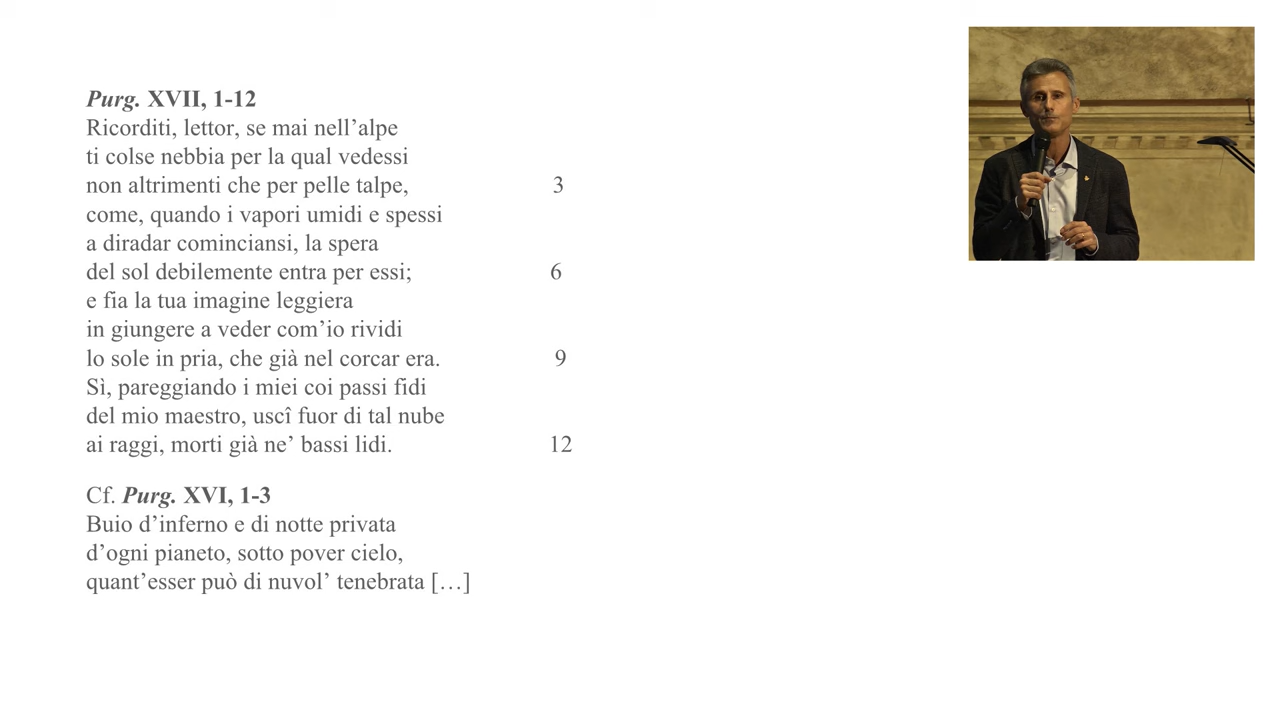 Purg. XVII, 1-12
Ricorditi, lettor, se mai nell’alpe
ti colse nebbia per la qual vedessi
non altrimenti che per pelle talpe, 3
come, quando i vapori umidi e spessi
a diradar cominciansi, la spera
del sol debilemente entra per essi; 6
e fia la tua imagine leggiera
in giungere a veder com’io rividi
lo sole in pria, che già nel corcar era. 9
Sì, pareggiando i miei coi passi fidi
del mio maestro, uscî fuor di tal nube
ai raggi, morti già ne’ bassi lidi. 12
Cf. Purg. XVI, 1-3
Buio d’inferno e di notte privata
d’ogni pianeto, sotto pover cielo,
quant’esser può di nuvol’ tenebrata […]